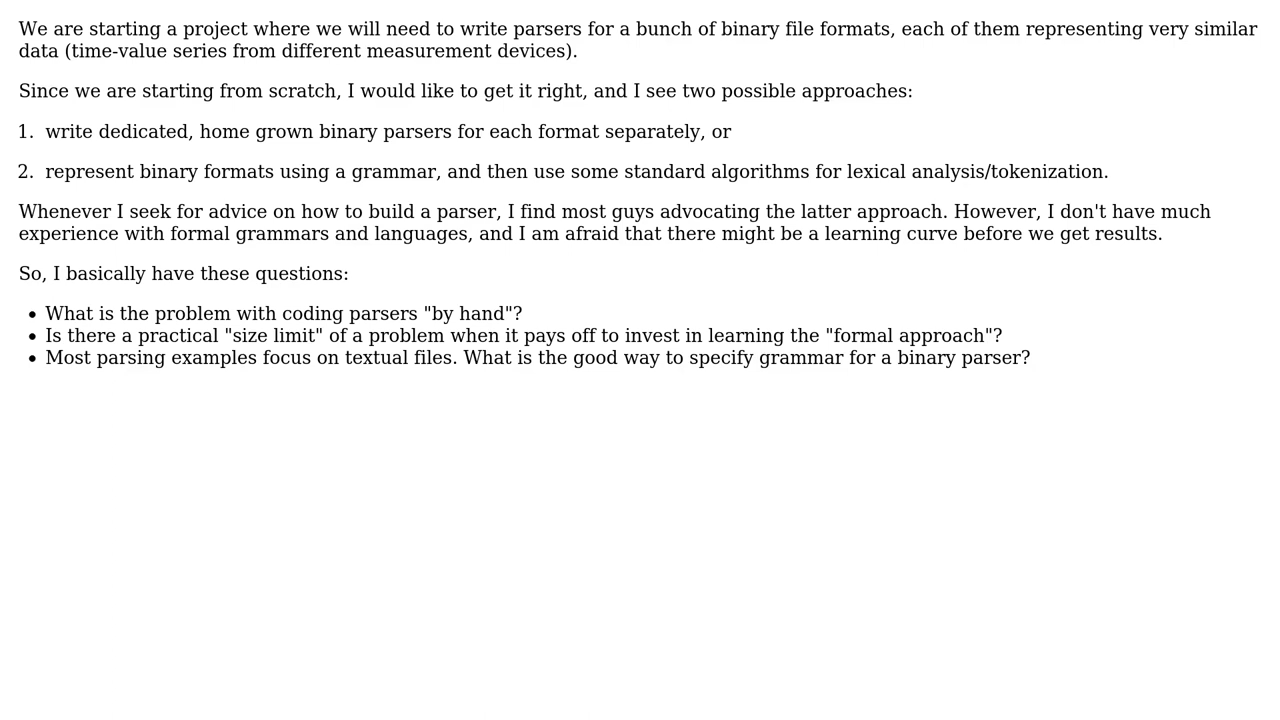 We are starting a project where we will need to write parsers for a bunch of binary file formats, each of them representing very similar
data (time-value series from different measurement devices).
Since we are starting from scratch, I would like to get it right, and I see two possible approaches:
1. write dedicated, home grown binary parsers for each format separately, or
2. represent binary formats using a grammar, and then use some standard algorithms for lexical analysis/tokenization.
Whenever I seek for advice on how to build a parser, I find most guys advocating the latter approach. However, I don't have much
experience with formal grammars and languages, and I am afraid that there might be a learning curve before we get results.
So, I basically have these questions:
• What is the problem with coding parsers "by hand"?
• Is there a practical "size limit" of a problem when it pays off to invest in learning the "formal approach"?
• Most parsing examples focus on textual files. What is the good way to specify grammar for a binary parser?